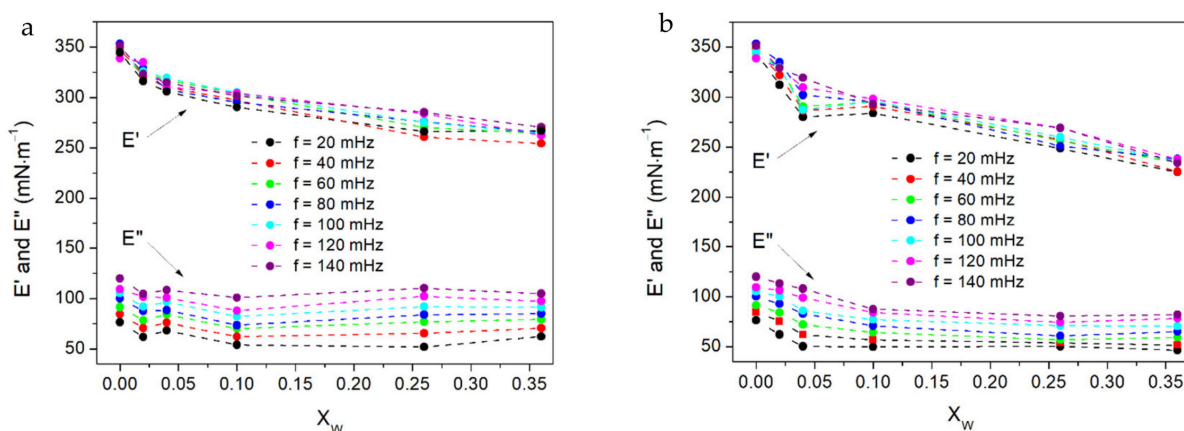 a
E' and E" (mN·m⁻¹)
350
300
250
200
150
100
50
0.00 0.05 0.10 0.15 0.20 0.25 0.30 0.35
X_W
E'
E"
f = 20 mHz
f = 40 mHz
f = 60 mHz
f = 80 mHz
f = 100 mHz
f = 120 mHz
f = 140 mHz
b
E' and E" (mN·m⁻¹)
350
300
250
200
150
100
50
0.00 0.05 0.10 0.15 0.20 0.25 0.30 0.35
X_W
E'
E"
f = 20 mHz
f = 40 mHz
f = 60 mHz
f = 80 mHz
f = 100 mHz
f = 120 mHz
f = 140 mHz